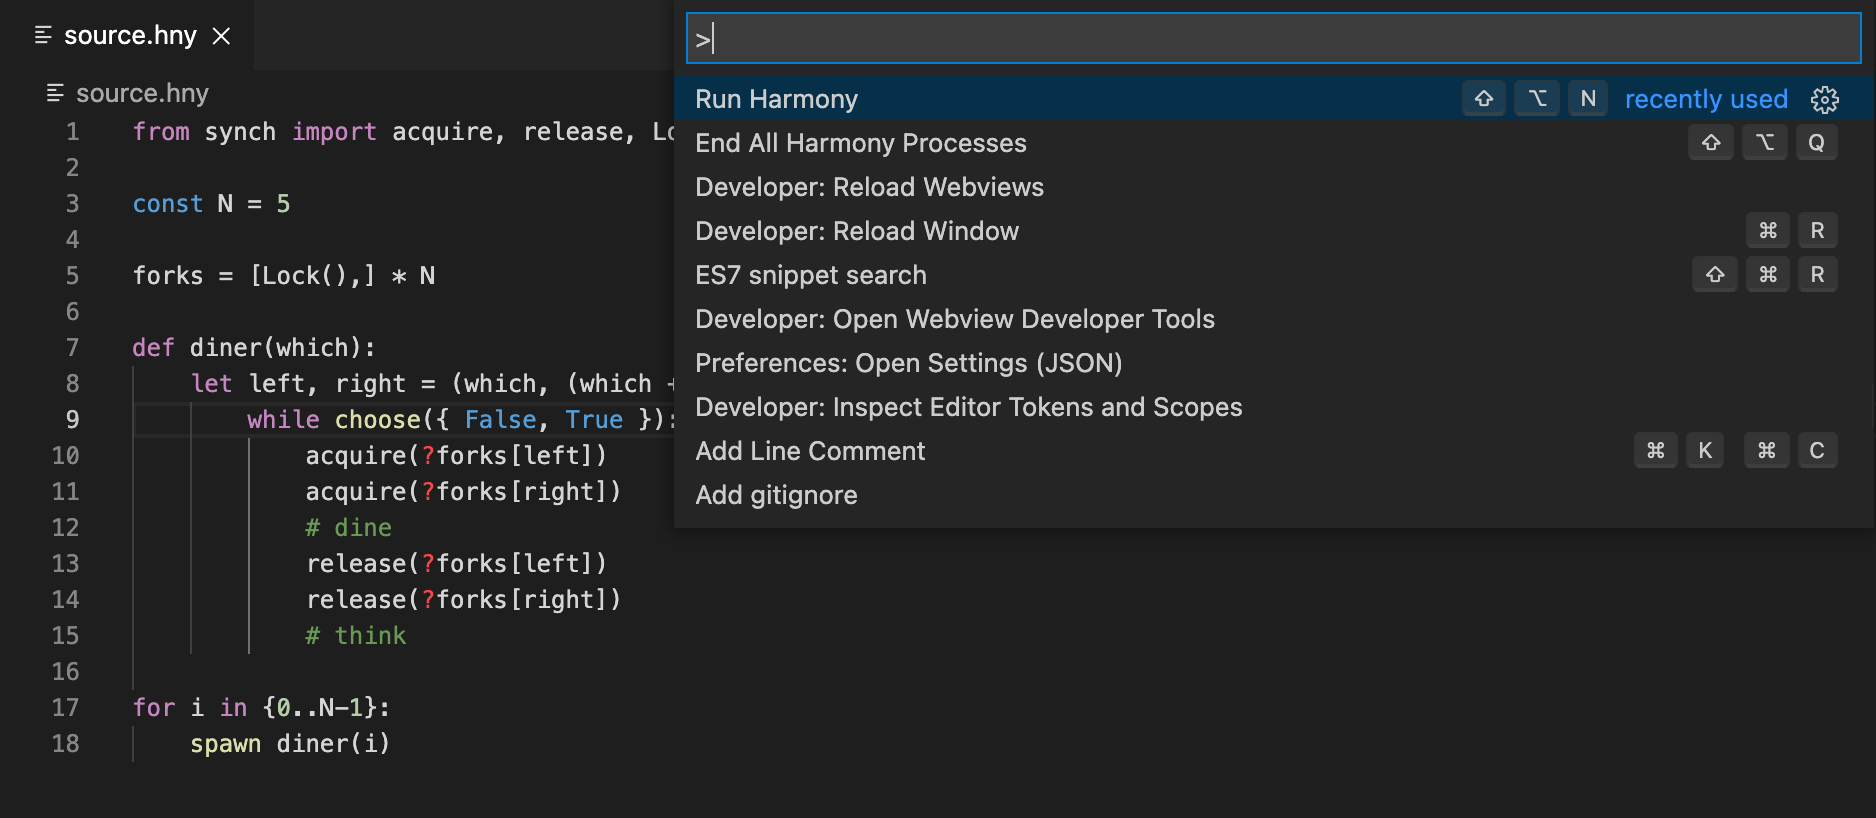 source.hny
source.hny
1 from synch import acquire, release,
2
3 const N = 5
4
5 forks = [Lock(),] * N
6
7 def diner(which):
8 let left, right = (which, (which
9 while choose({ False, True }):
10 acquire(?forks[left])
11 acquire(?forks[right])
12 # dine
13 release(?forks[left])
14 release(?forks[right])
15 # think
16
17 for i in {0..N-1}:
18 spawn diner(i)
>
Run Harmony ⇧ ⌥ N recently used
End All Harmony Processes ⇧ ⌥ Q
Developer: Reload Webviews
Developer: Reload Window ⌘ R
ES7 snippet search ⇧ ⌘ R
Developer: Open Webview Developer Tools
Preferences: Open Settings (JSON)
Developer: Inspect Editor Tokens and Scopes
Add Line Comment ⌘ K ⌘ C
Add gitignore